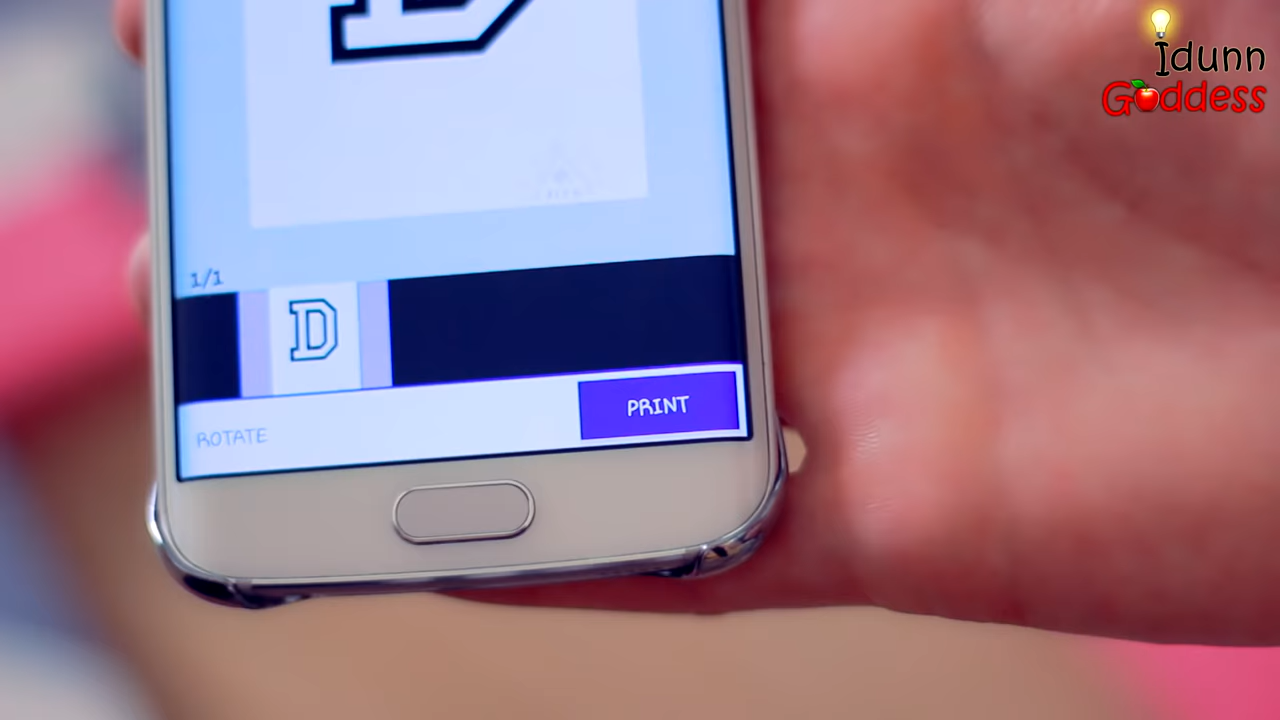 Idunn
Goddess
D
1/1
D
PRINT
ROTATE